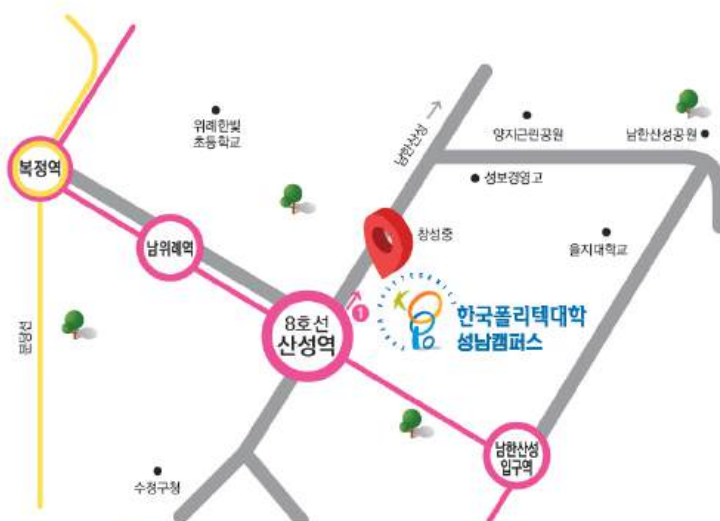 위례한빛
초등학교
남한산성
양지근린공원
남한산성공원
복정역
성보경영고
남위례역
창성중
을지대학교
8호선
산성역
1
한국폴리텍대학
성남캠퍼스
분당선
남한산성
입구역
수정구청